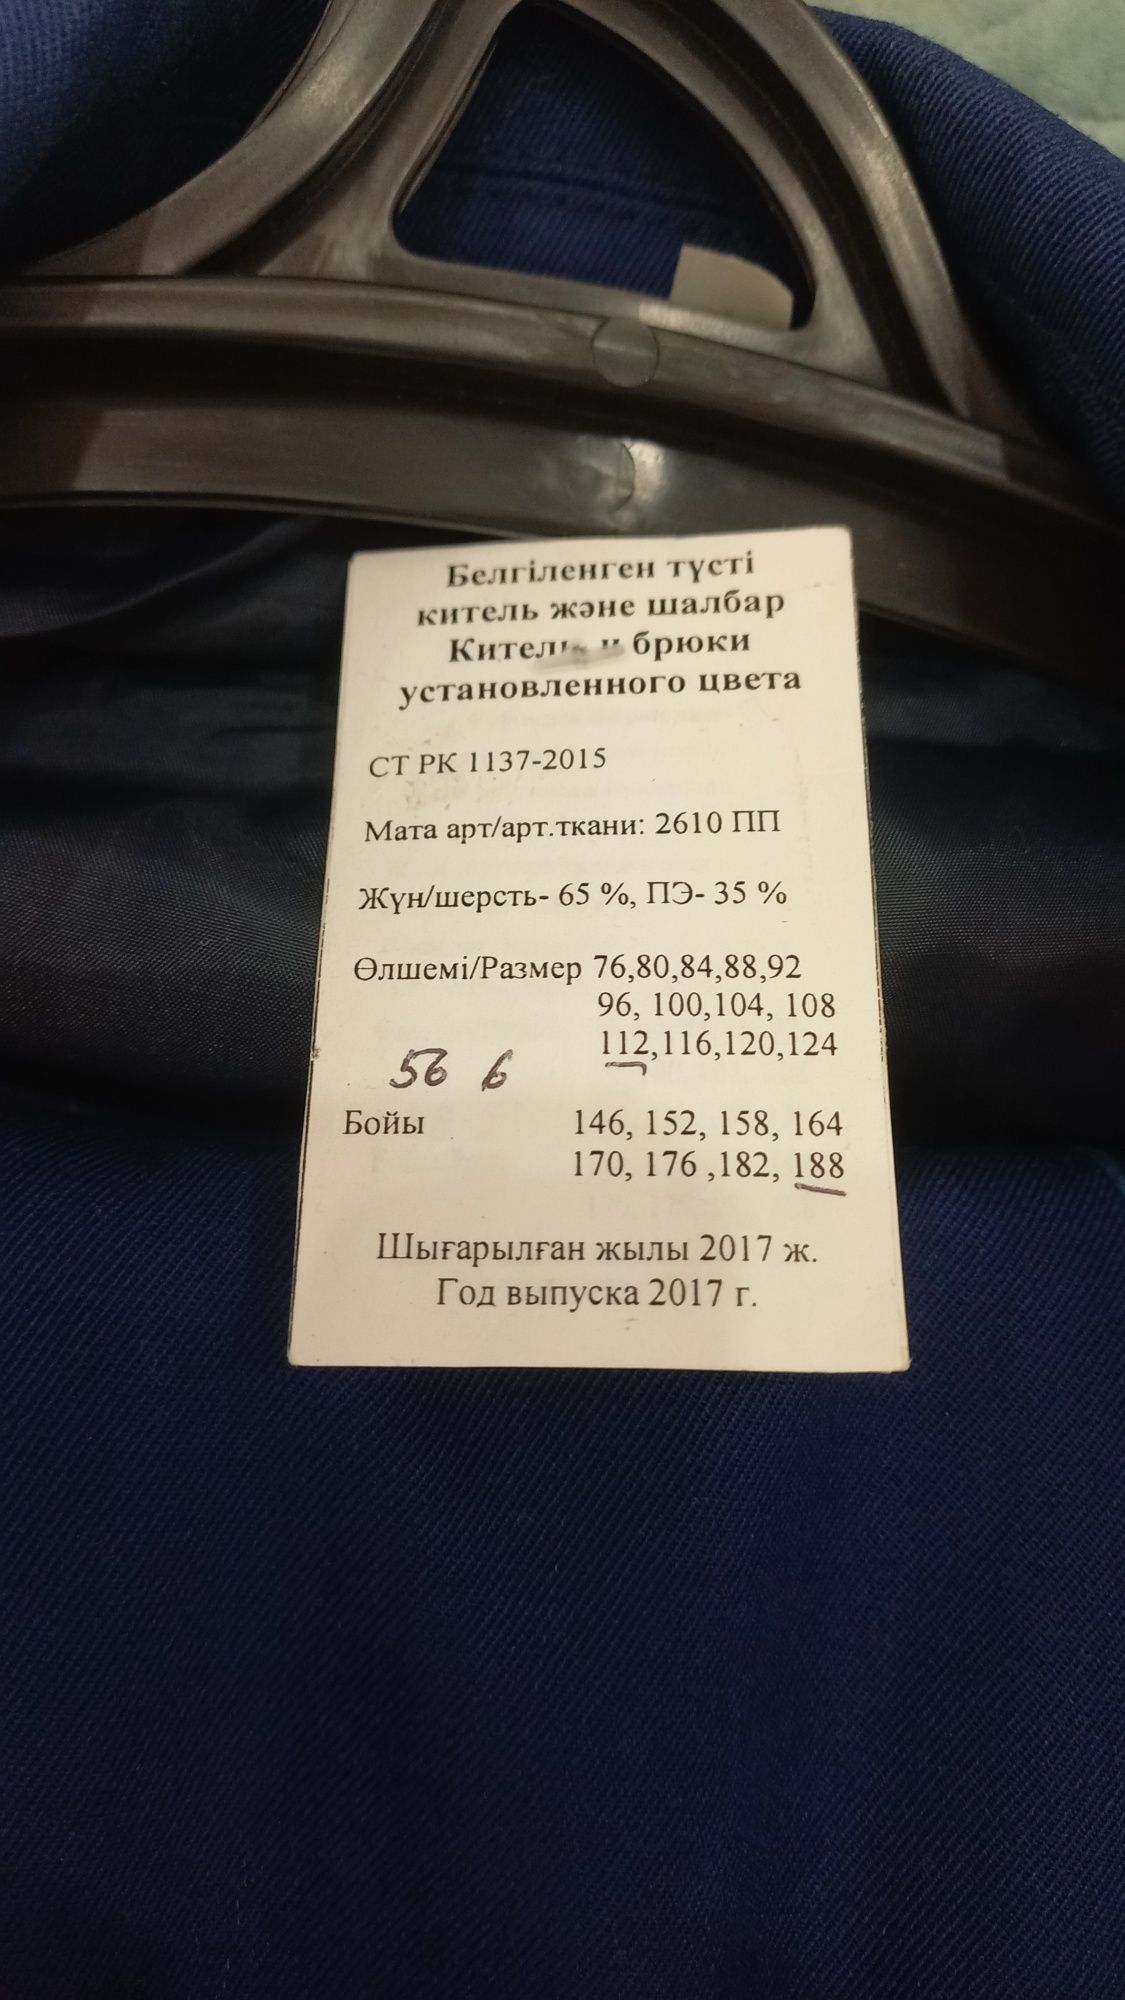 Белгіленген түсті
китель және шалбар
Китель и брюки
установленного цвета
СТ РК 1137-2015
Мата арт/арт.ткани: 2610 ПП
Жүн/шерсть- 65 %, ПЭ- 35 %
Өлшемі/Размер 76,80,84,88,92
96, 100,104, 108
112,116,120,124
56 6
Бойы 146, 152, 158, 164
170, 176 ,182, 188
Шығарылған жылы 2017 ж.
Год выпуска 2017 г.